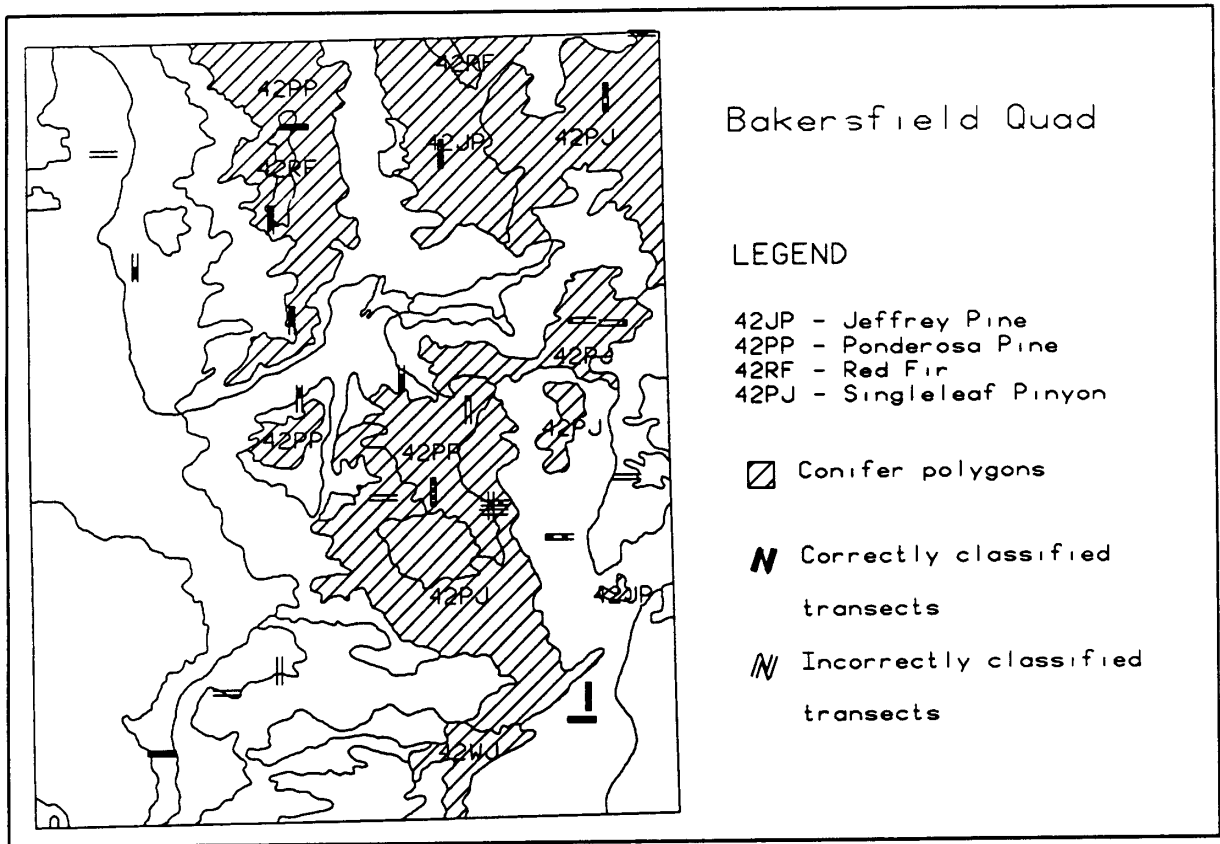 Bakersfield Quad
LEGEND
42JP - Jeffrey Pine
42PP - Ponderosa Pine
42RF - Red Fir
42PJ - Singleleaf Pinyon
Conifer polygons
Correctly classified
transects
Incorrectly classified
transects
42RF
42PP
42JP
42PJ
42RF
42PJ
42PP
42PP
42PJ
42PJ
42JP
42WJ